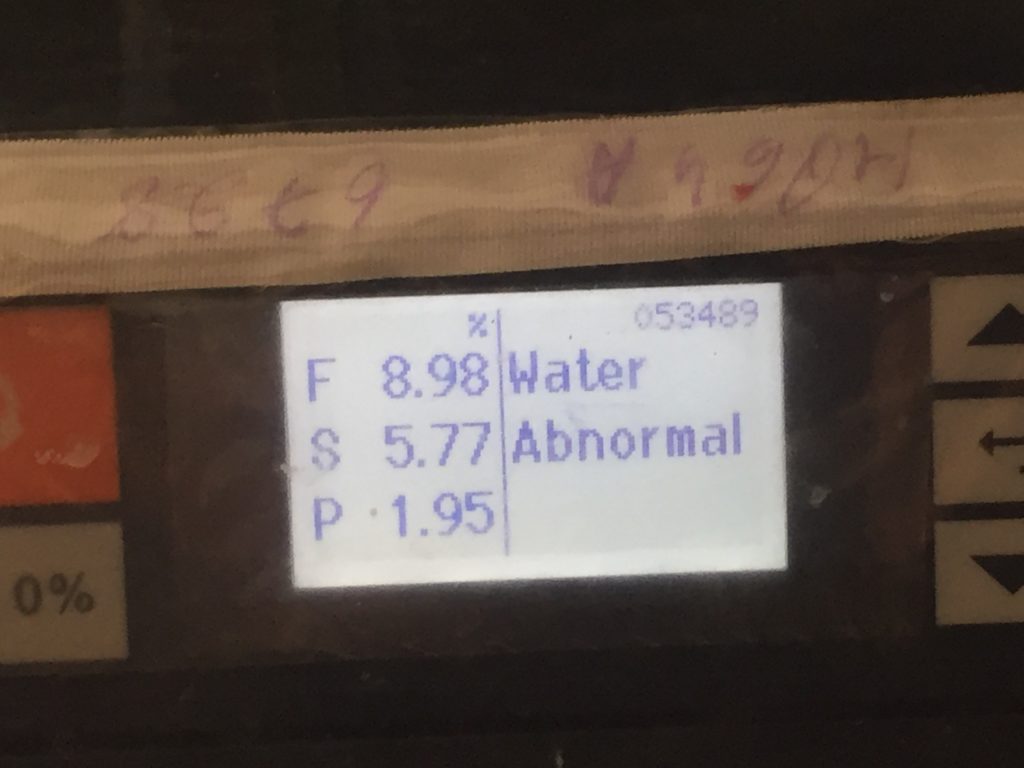 % 053489
F 8.98 Water
S 5.77 Abnormal
P 1.95
0%